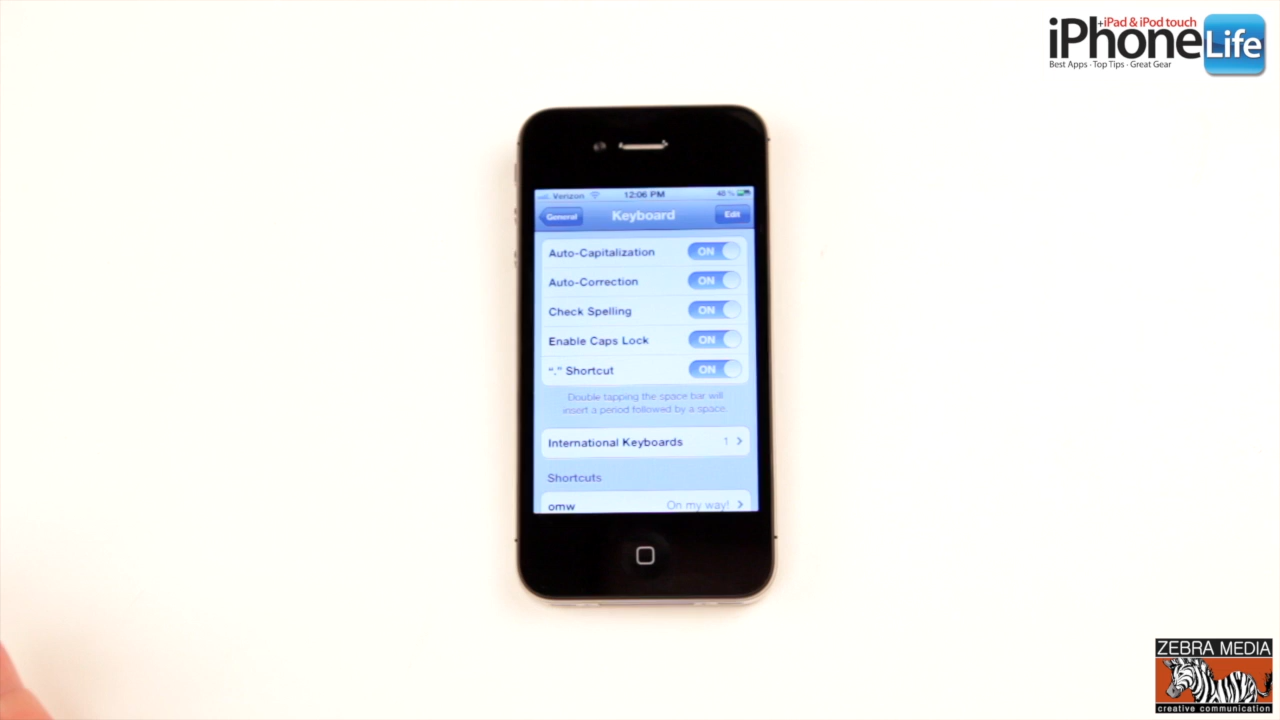 +iPad & iPod touch
iPhoneLife
Best Apps · Top Tips · Great Gear
Verizon 12:06 PM 48 %
General Keyboard Edit
Auto-Capitalization ON
Auto-Correction ON
Check Spelling ON
Enable Caps Lock ON
“.” Shortcut ON
Double tapping the space bar will
insert a period followed by a space.
International Keyboards 1 >
Shortcuts
omw On my way! >
ZEBRA MEDIA
creative communication